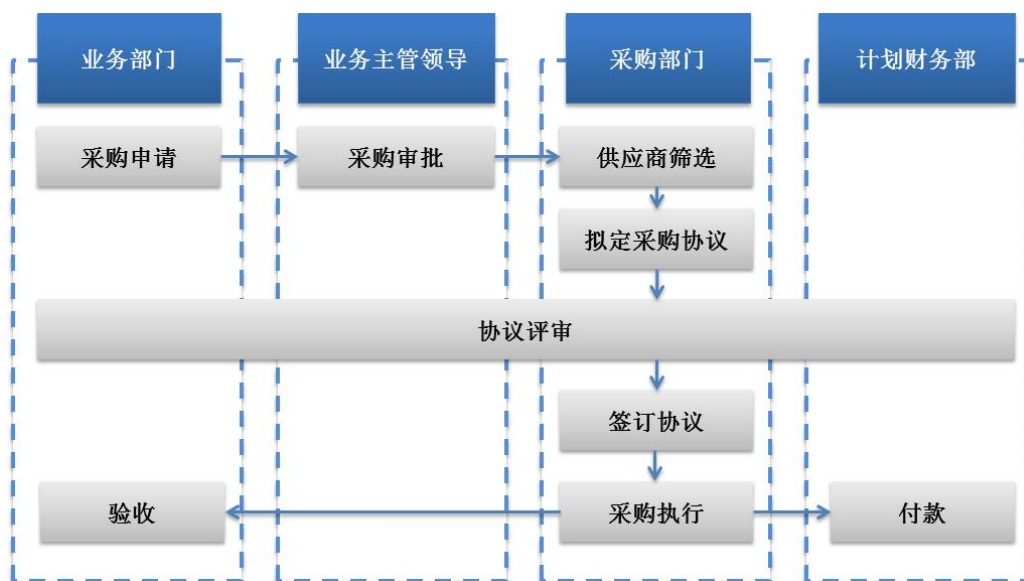 业务部门
业务主管领导
采购部门
计划财务部
采购申请
采购审批
供应商筛选
拟定采购协议
协议评审
签订协议
验收
采购执行
付款